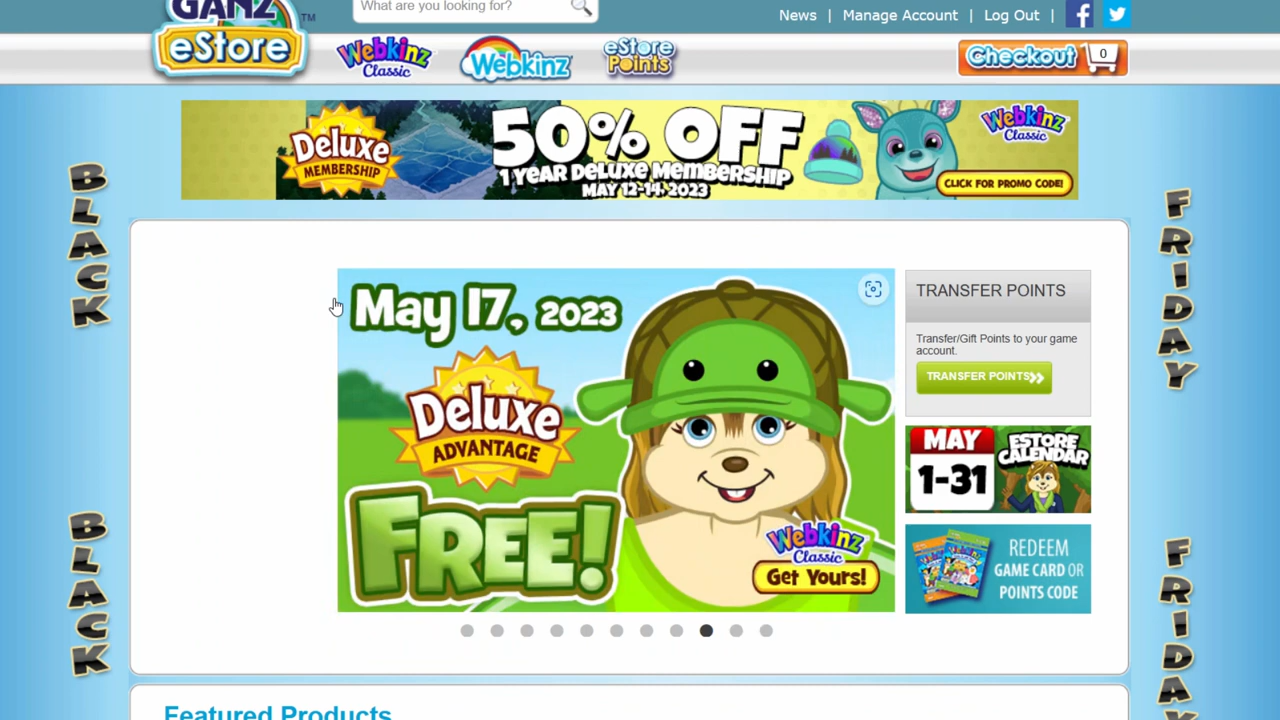 GANZ
eStore
TM
What are you looking for?
News | Manage Account | Log Out |
Webkinz
Classic
Webkinz
eStore
Points
Checkout 0
Deluxe
MEMBERSHIP
50% OFF
1 YEAR DELUXE MEMBERSHIP
MAY 12-14, 2023
Webkinz
Classic
CLICK FOR PROMO CODE!
BLACK
FRIDAY
May 17, 2023
Deluxe
ADVANTAGE
FREE!
Webkinz
Classic
Get Yours!
TRANSFER POINTS
Transfer/Gift Points to your game
account.
TRANSFER POINTS
MAY
1-31
ESTORE
CALENDAR
REDEEM
GAME CARD OR
POINTS CODE
BLACK
FRIDAY
Featured Products